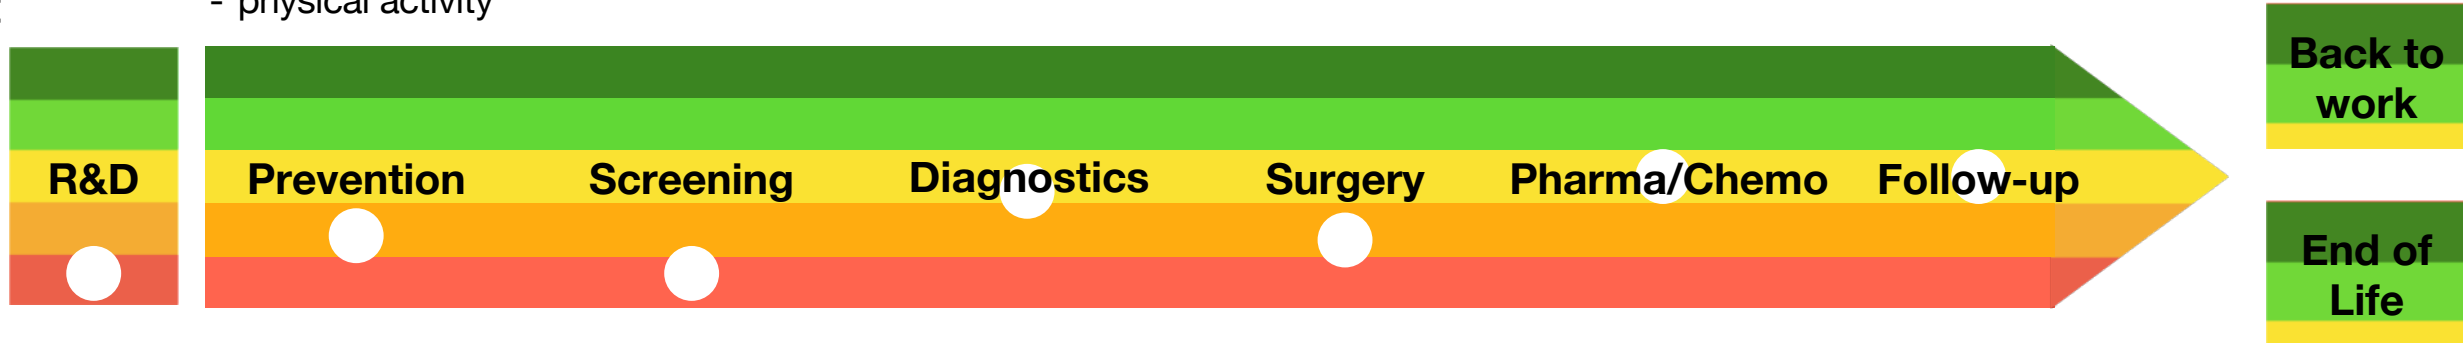 - physical activity
R&D
Prevention
Screening
Diagnostics
Surgery
Pharma/Chemo
Follow-up
Back to
work
End of
Life